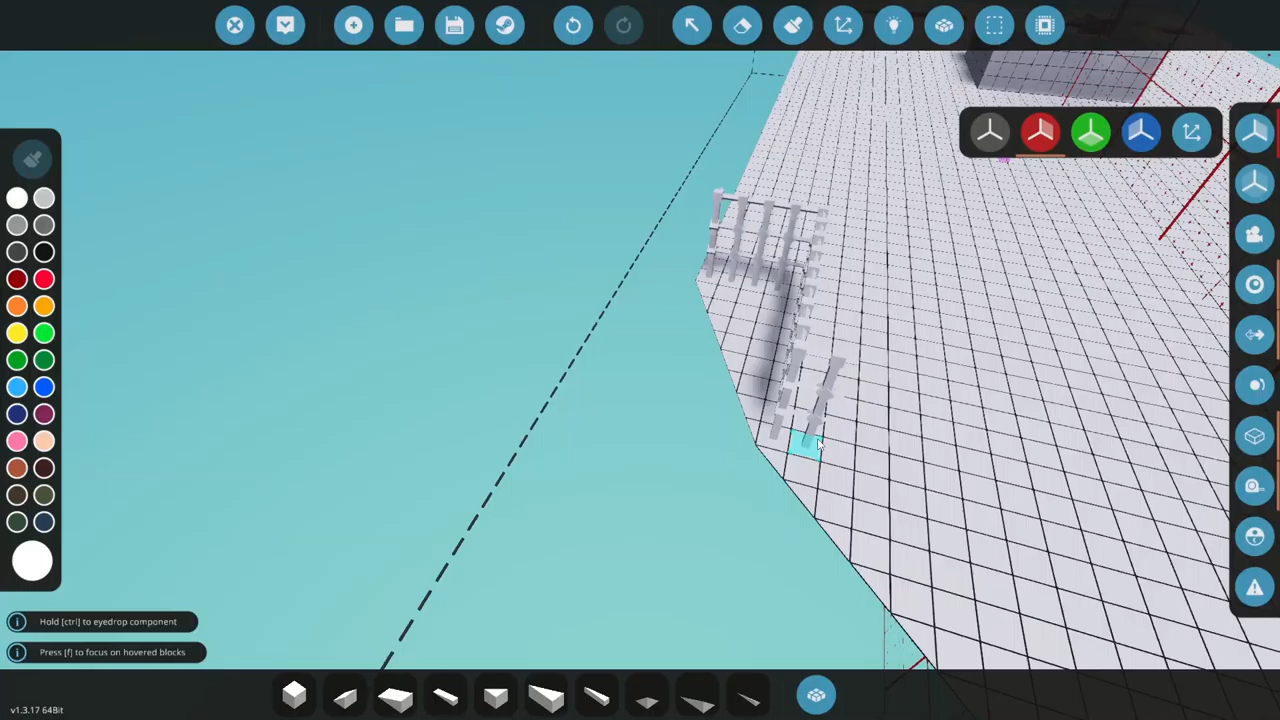 Hold [ctrl] to eyedrop component
Press [f] to focus on hovered blocks
v1.3.17 64Bit